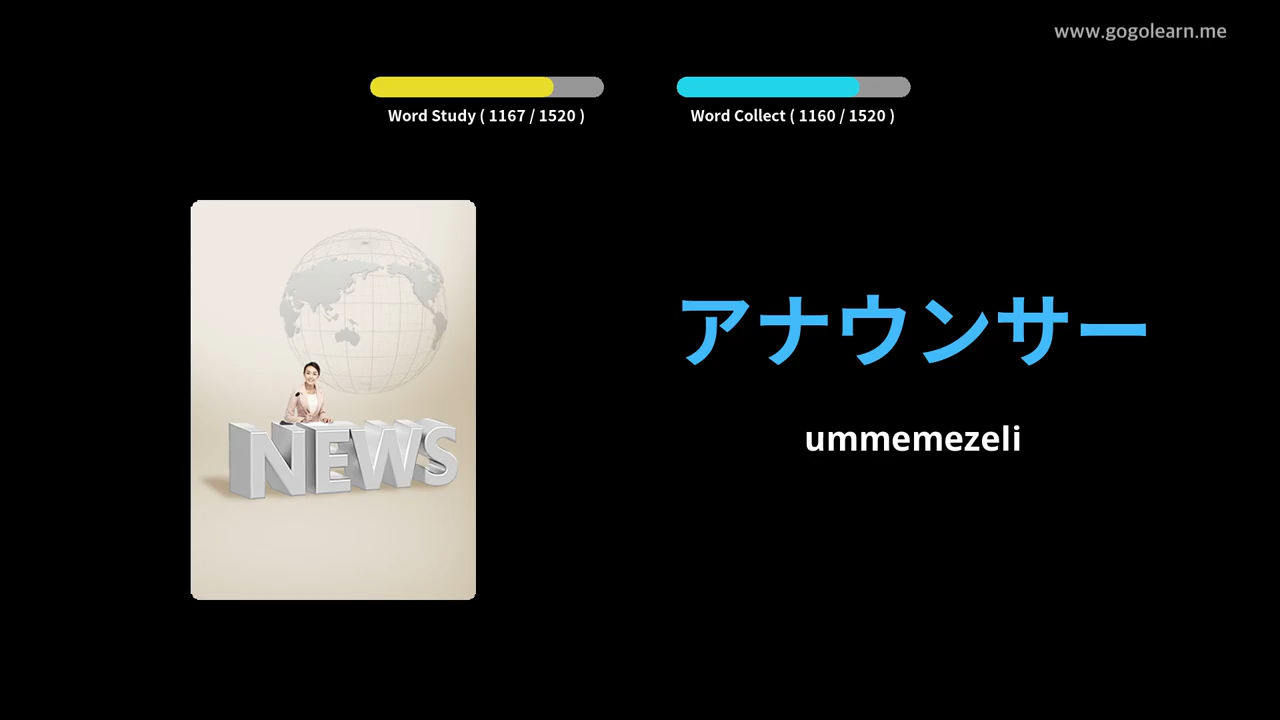 www.gogolearn.me
Word Study ( 1167 / 1520 )
Word Collect ( 1160 / 1520 )
NEWS
アナウンサー
ummemezeli